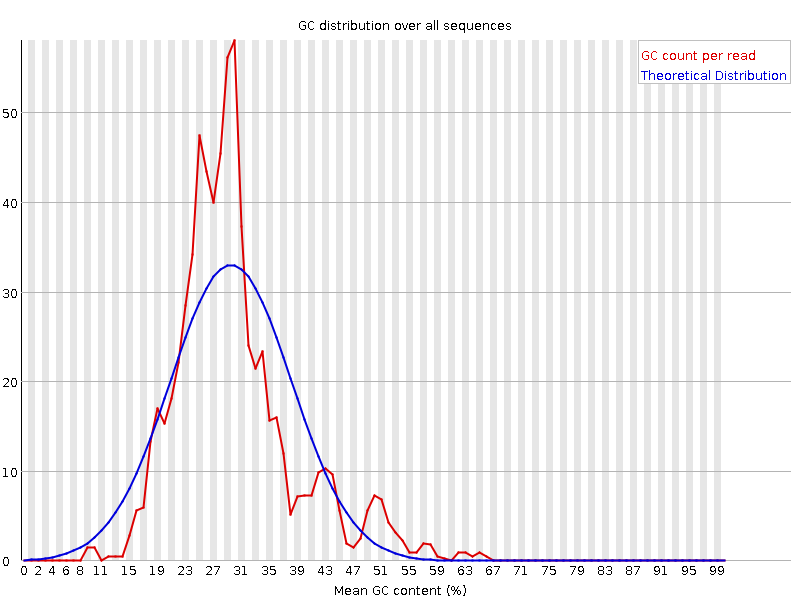 GC distribution over all sequences
GC count per read
Theoretical Distribution
50
40
30
20
10
0
0 2 4 6 8 11 15 19 23 27 31 35 39 43 47 51 55 59 63 67 71 75 79 83 87 91 95 99
Mean GC content (%)